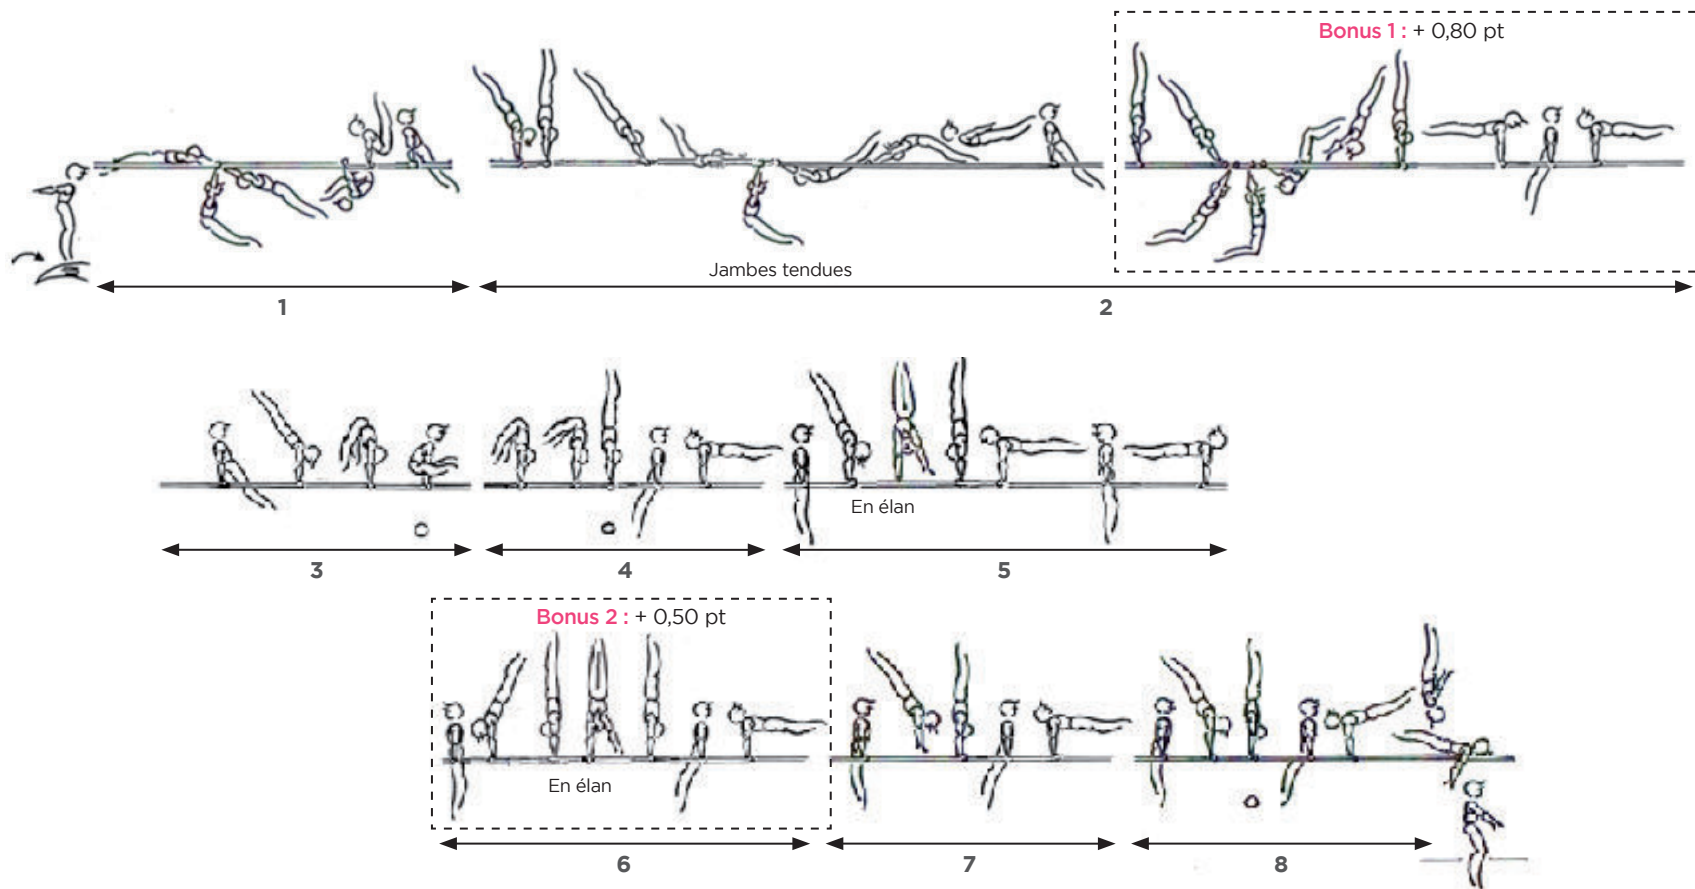 Bonus 1 : + 0,80 pt
Jambes tendues
1
2
En élan
3
4
5
Bonus 2 : + 0,50 pt
En élan
6
7
8